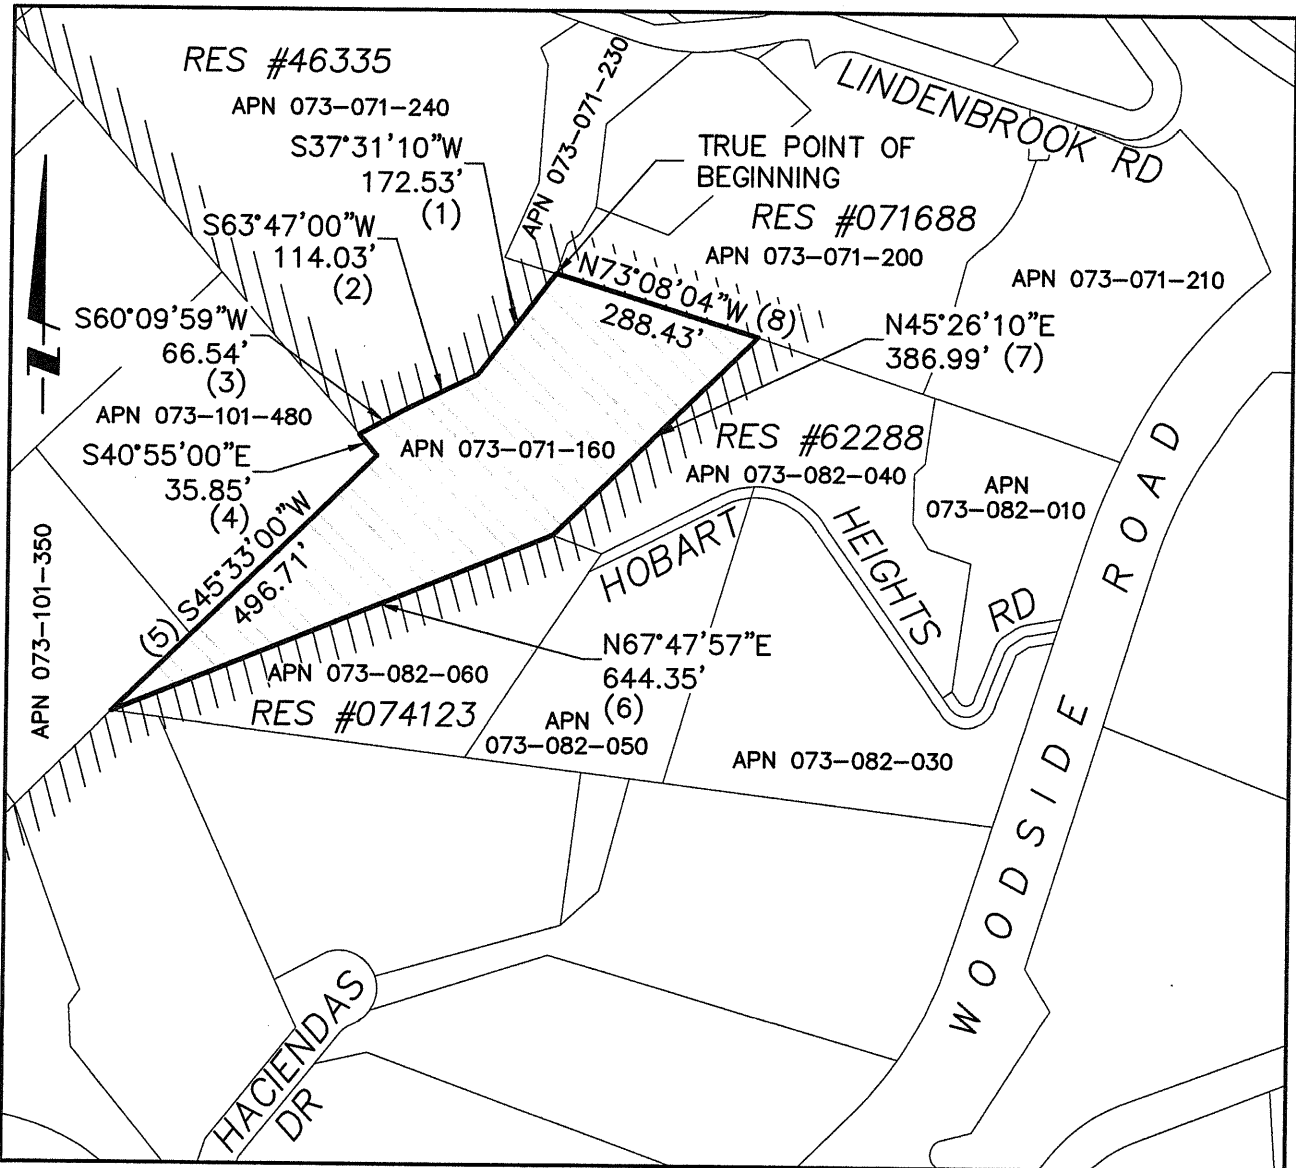 RES #46335
APN 073-071-240
S37°31'10"W
172.53'
(1)
S63°47'00"W
114.03'
(2)
S60°09'59"W
66.54'
(3)
APN 073-101-480
S40°55'00"E
35.85'
(4)
(5) S45°33'00"W
496.71'
APN 073-101-350
APN 073-071-230
TRUE POINT OF
BEGINNING
LINDENBROOK RD
RES #071688
APN 073-071-200
APN 073-071-210
N73°08'04"W (8)
288.43'
N45°26'10"E
386.99' (7)
APN 073-071-160
RES #62288
APN 073-082-040
APN
073-082-010
HOBART
HEIGHTS
RD
N67°47'57"E
644.35'
(6)
APN 073-082-060
RES #074123
APN
073-082-050
APN 073-082-030
WOODSIDE ROAD
HACIENDAS
DR
Z